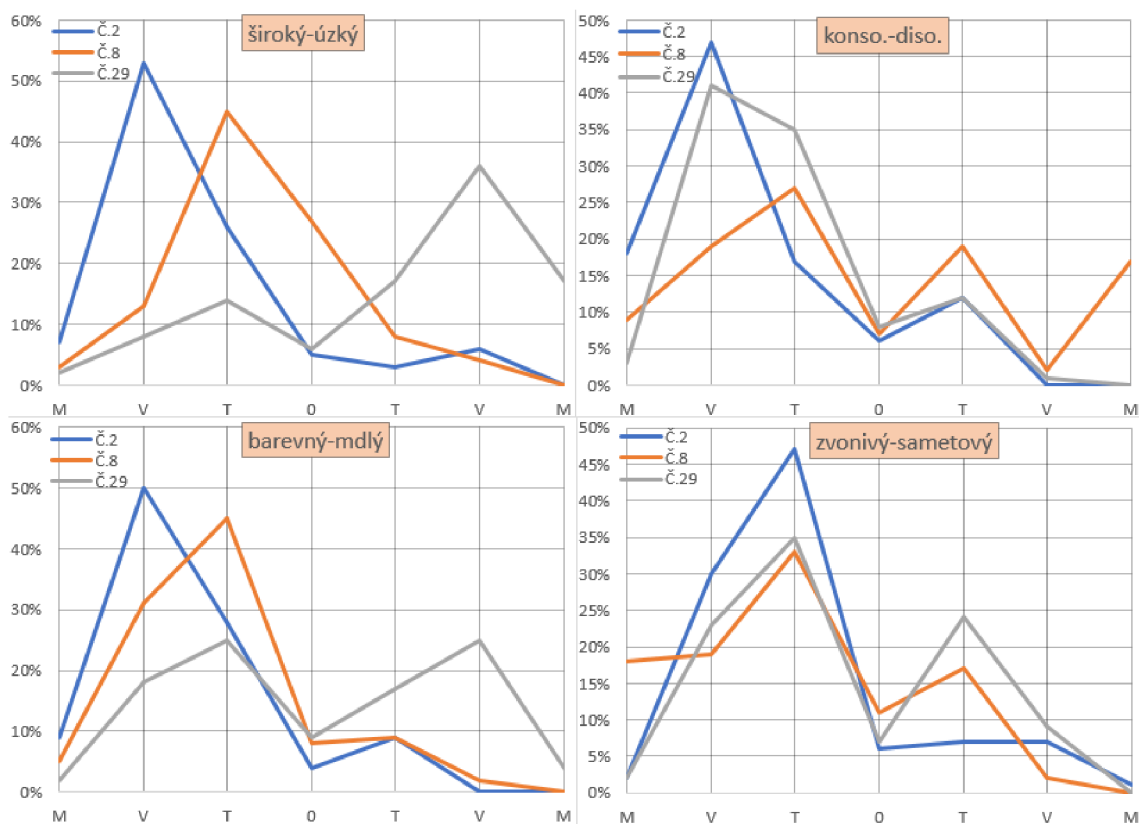 široký-úzký
Č.2
Č.8
Č.29
60%
50%
40%
30%
20%
10%
0%
M V T 0 T V M
konso.-diso.
Č.2
Č.8
Č.29
50%
45%
40%
35%
30%
25%
20%
15%
10%
5%
0%
M V T 0 T V M
barevný-mdlý
Č.2
Č.8
Č.29
60%
50%
40%
30%
20%
10%
0%
M V T 0 T V M
zvonivý-sametový
Č.2
Č.8
Č.29
50%
45%
40%
35%
30%
25%
20%
15%
10%
5%
0%
M V T 0 T V M